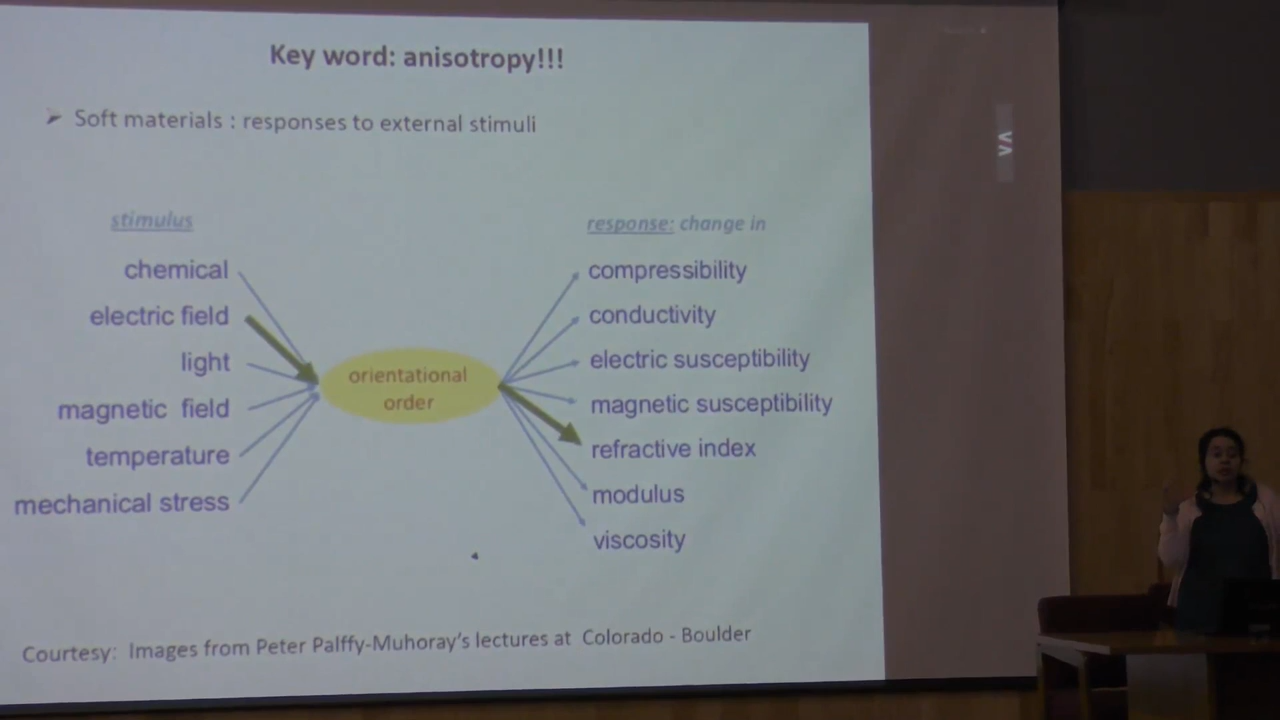 Key word: anisotropy!!!
➢ Soft materials : responses to external stimuli
stimulus
response: change in
chemical
electric field
light
magnetic field
temperature
mechanical stress
orientational
order
compressibility
conductivity
electric susceptibility
magnetic susceptibility
refractive index
modulus
viscosity
Courtesy: Images from Peter Palffy-Muhoray's lectures at Colorado - Boulder